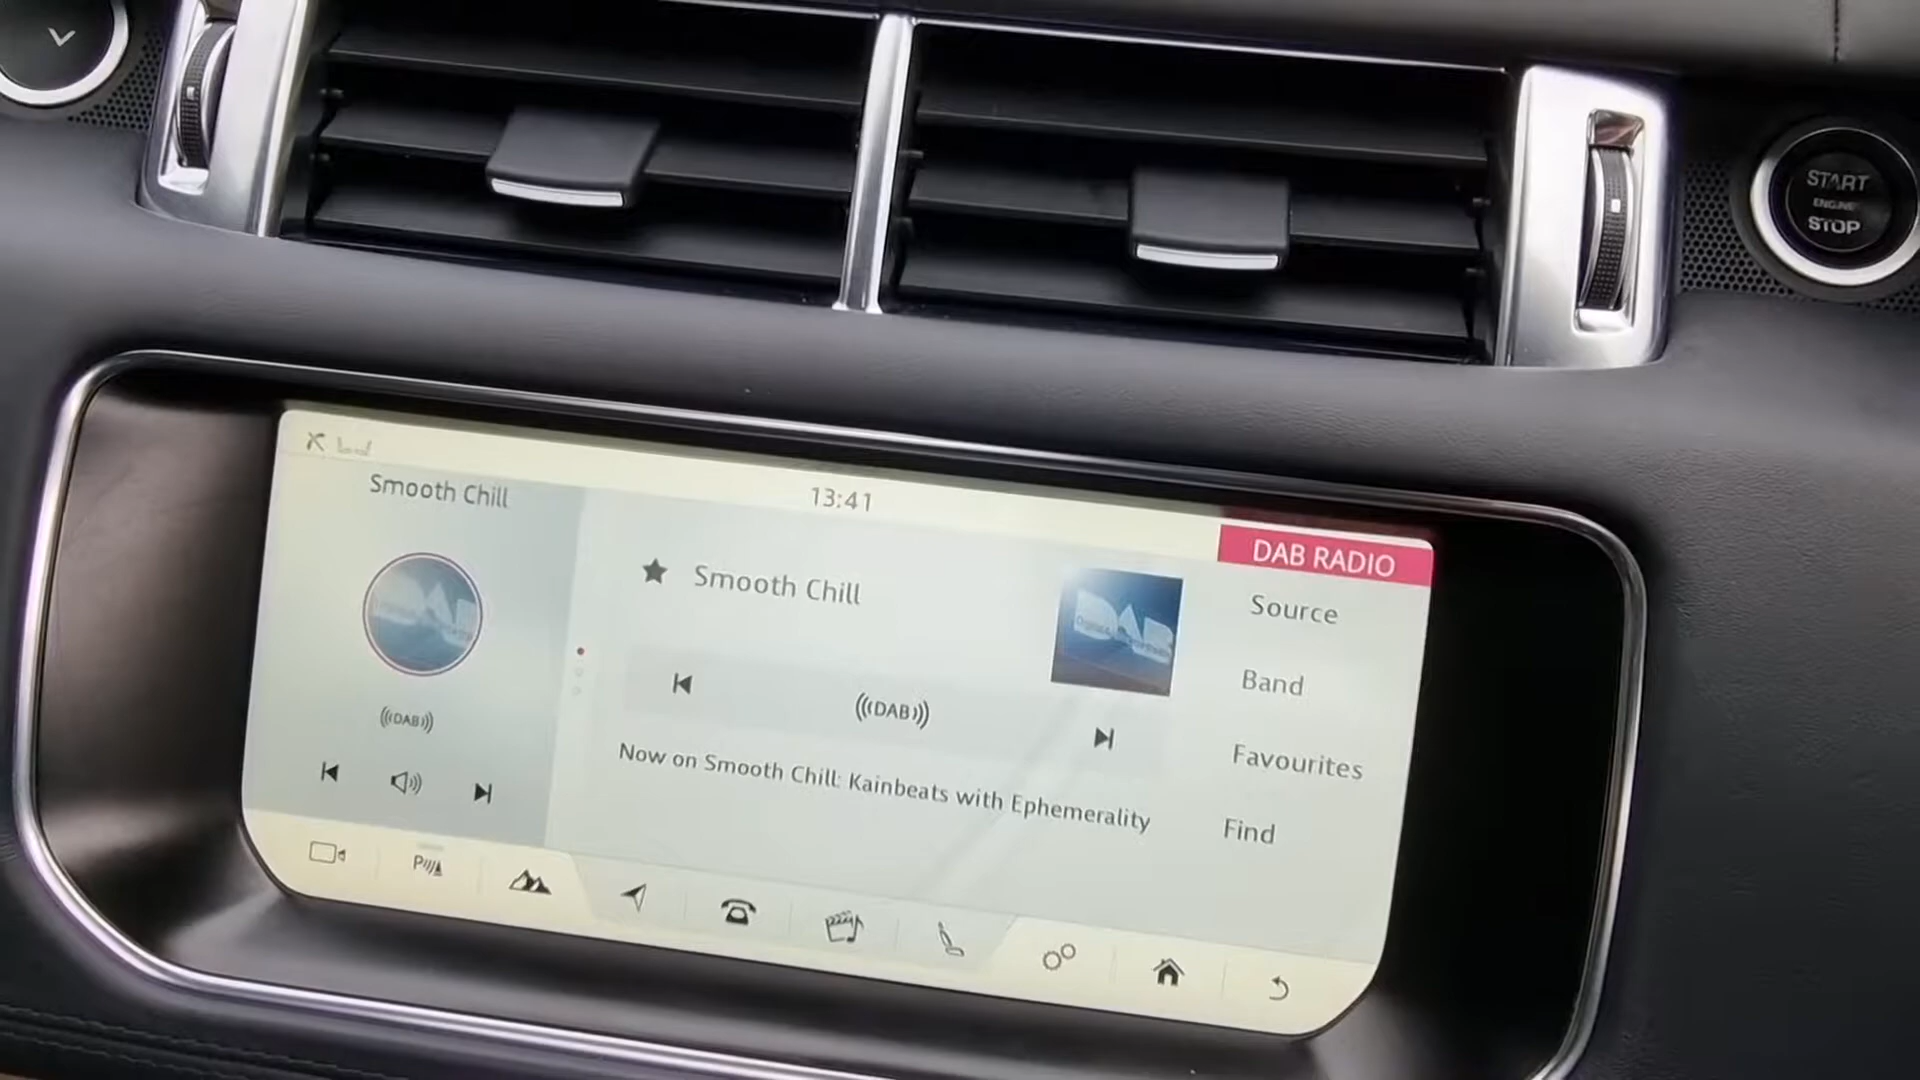 START
ENGINE
STOP
13:41
Smooth Chill
DAB RADIO
Smooth Chill
DAB
Source
Band
Favourites
Find
(((DAB)))
(((DAB)))
Now on Smooth Chill: Kainbeats with Ephemerality
P